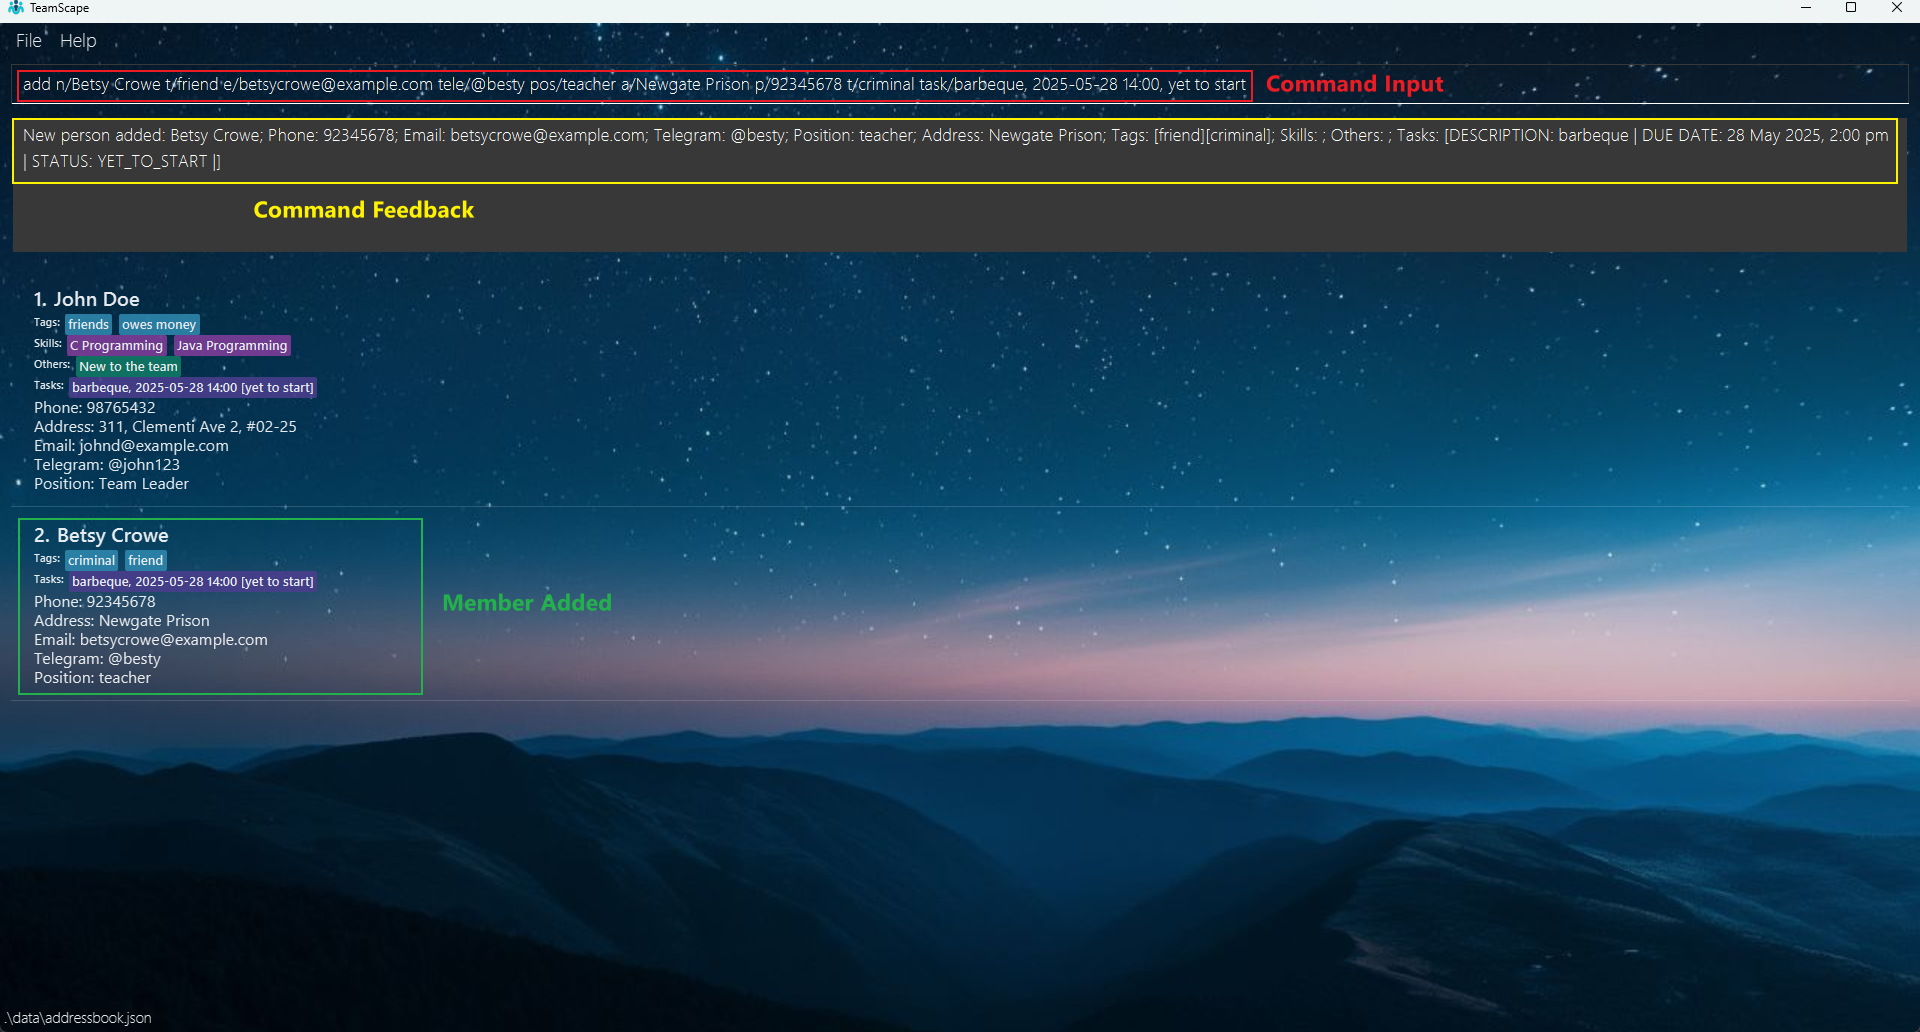 TeamScape
File Help
add n/Betsy Crowe t/friend e/betsycrowe@example.com tele/@besty pos/teacher a/Newgate Prison p/92345678 t/criminal task/barbeque, 2025-05-28 14:00, yet to start
Command Input
New person added: Betsy Crowe; Phone: 92345678; Email: betsycrowe@example.com; Telegram: @besty; Position: teacher; Address: Newgate Prison; Tags: [friend][criminal]; Skills: ; Others: ; Tasks: [DESCRIPTION: barbeque | DUE DATE: 28 May 2025, 2:00 pm
| STATUS: YET_TO_START |]
Command Feedback
1. John Doe
Tags: friends owes money
Skills: C Programming Java Programming
Others: New to the team
Tasks: barbeque, 2025-05-28 14:00 [yet to start]
Phone: 98765432
Address: 311, Clementi Ave 2, #02-25
Email: johnd@example.com
Telegram: @john123
Position: Team Leader
2. Betsy Crowe
Tags: criminal friend
Tasks: barbeque, 2025-05-28 14:00 [yet to start]
Phone: 92345678
Address: Newgate Prison
Email: betsycrowe@example.com
Telegram: @besty
Position: teacher
Member Added
.\data\addressbook.json